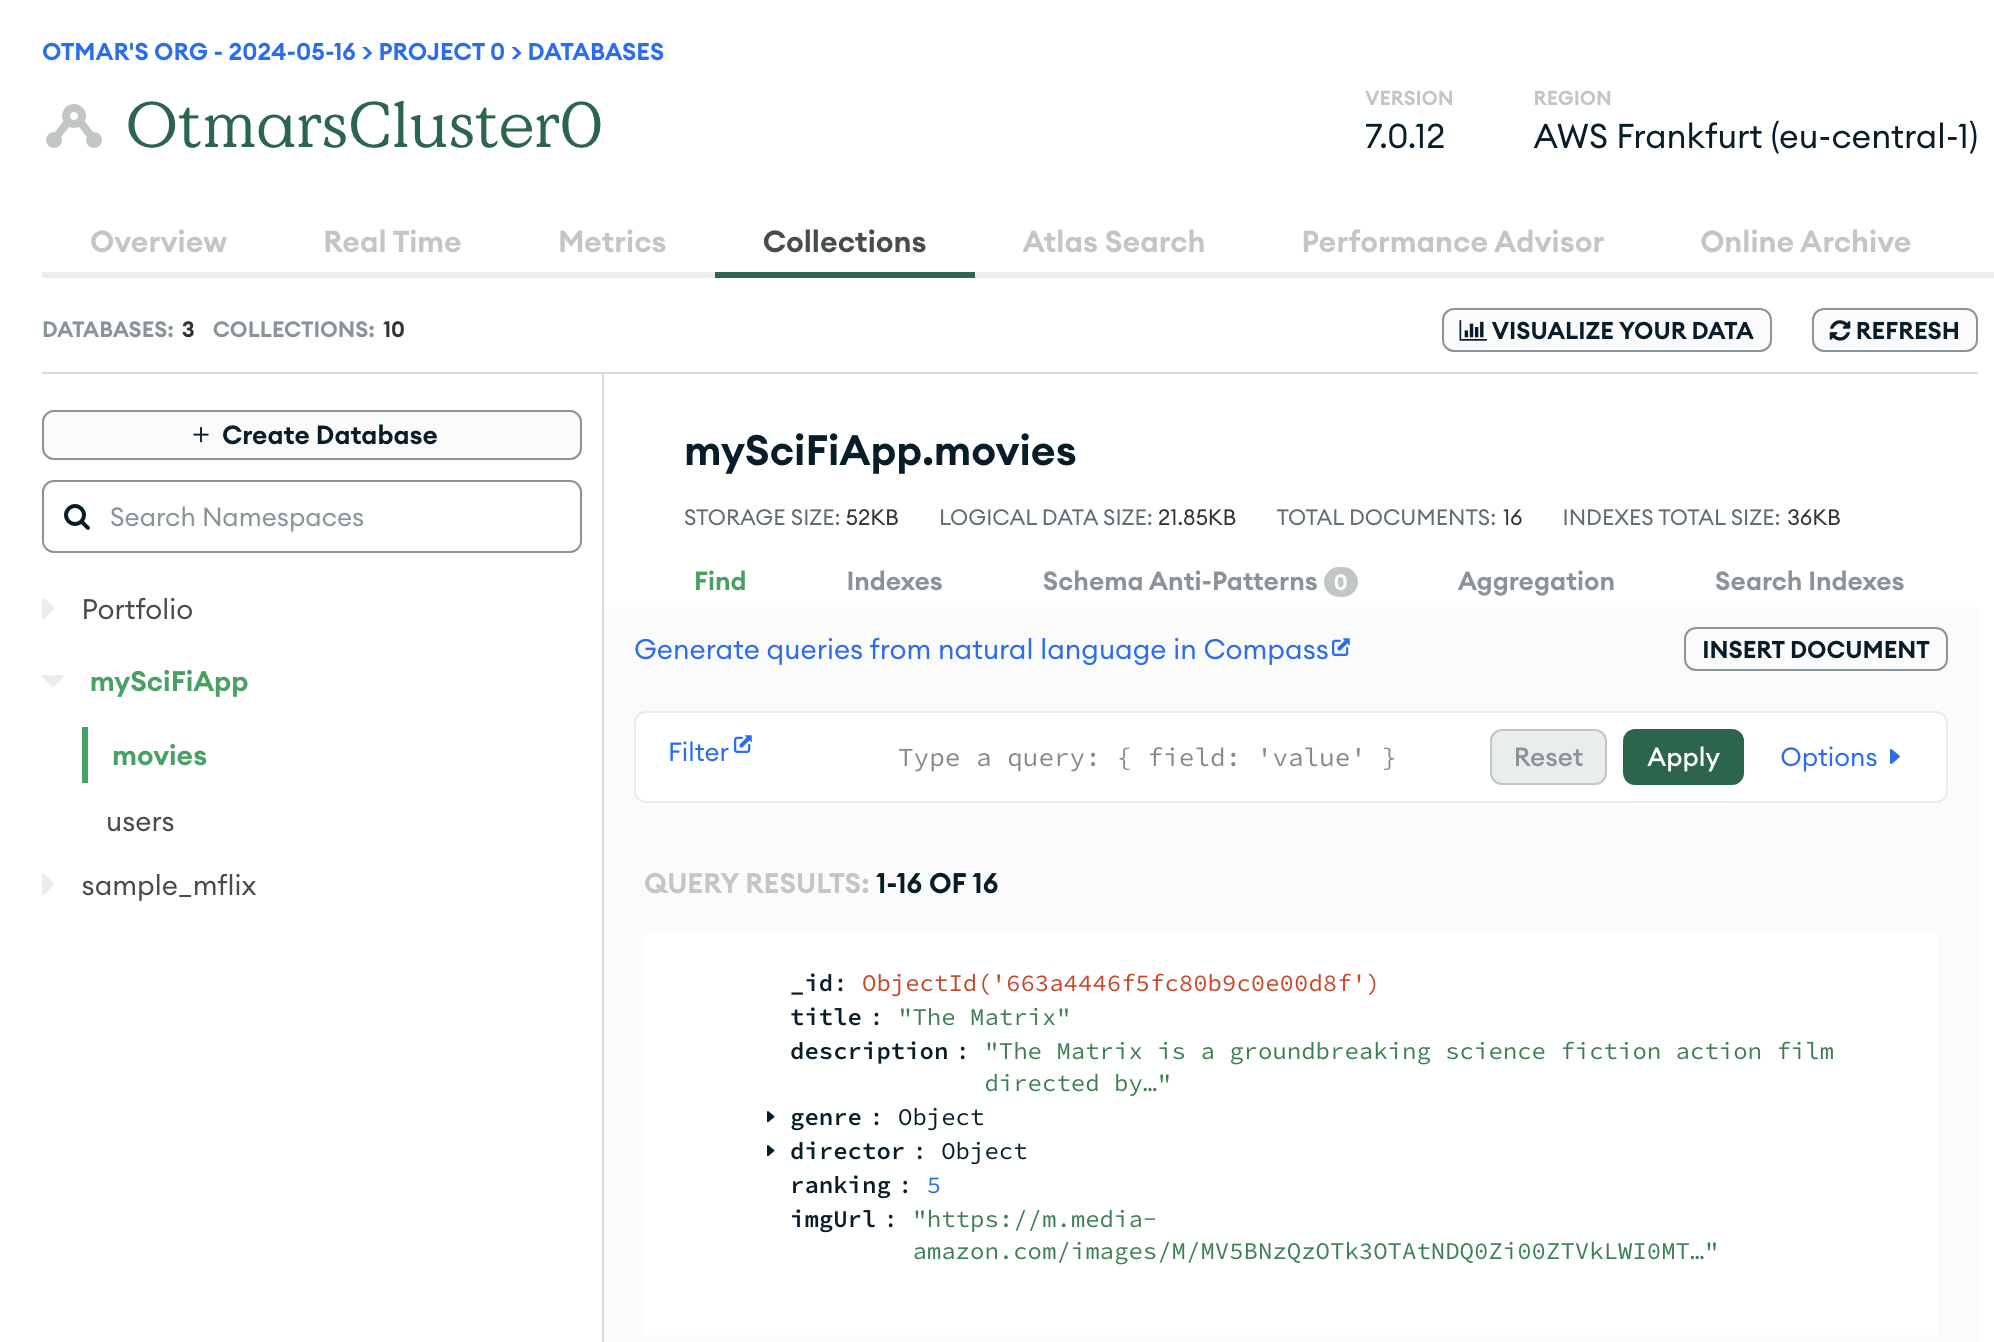 OTMAR'S ORG - 2024-05-16 > PROJECT 0 > DATABASES
OtmarsCluster0
VERSION
7.0.12
REGION
AWS Frankfurt (eu-central-1)
Overview Real Time Metrics Collections Atlas Search Performance Advisor Online Archive
DATABASES: 3 COLLECTIONS: 10
VISUALIZE YOUR DATA
REFRESH
+ Create Database
Search Namespaces
Portfolio
mySciFiApp
movies
users
sample_mflix
mySciFiApp.movies
STORAGE SIZE: 52KB LOGICAL DATA SIZE: 21.85KB TOTAL DOCUMENTS: 16 INDEXES TOTAL SIZE: 36KB
Find Indexes Schema Anti-Patterns 0 Aggregation Search Indexes
Generate queries from natural language in Compass
INSERT DOCUMENT
Filter
Type a query: { field: 'value' }
Reset
Apply
Options
QUERY RESULTS: 1-16 OF 16
_id: ObjectId('663a4446f5fc80b9c0e00d8f')
title : "The Matrix"
description : "The Matrix is a groundbreaking science fiction action film
directed by…"
genre : Object
director : Object
ranking : 5
imgUrl : "https://m.media-
amazon.com/images/M/MV5BNzQzOTk3OTAtNDQ0Zi00ZTVkLWI0MT…"